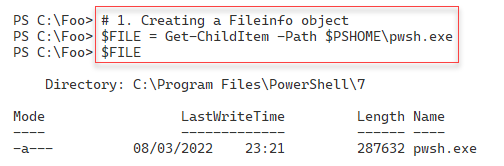 PS C:\Foo> # 1. Creating a Fileinfo object
PS C:\Foo> $FILE = Get-ChildItem -Path $PSHOME\pwsh.exe
PS C:\Foo> $FILE
Directory: C:\Program Files\PowerShell\7
Mode LastWriteTime Length Name
---- ------------- ------ ----
-a--- 08/03/2022 23:21 287632 pwsh.exe